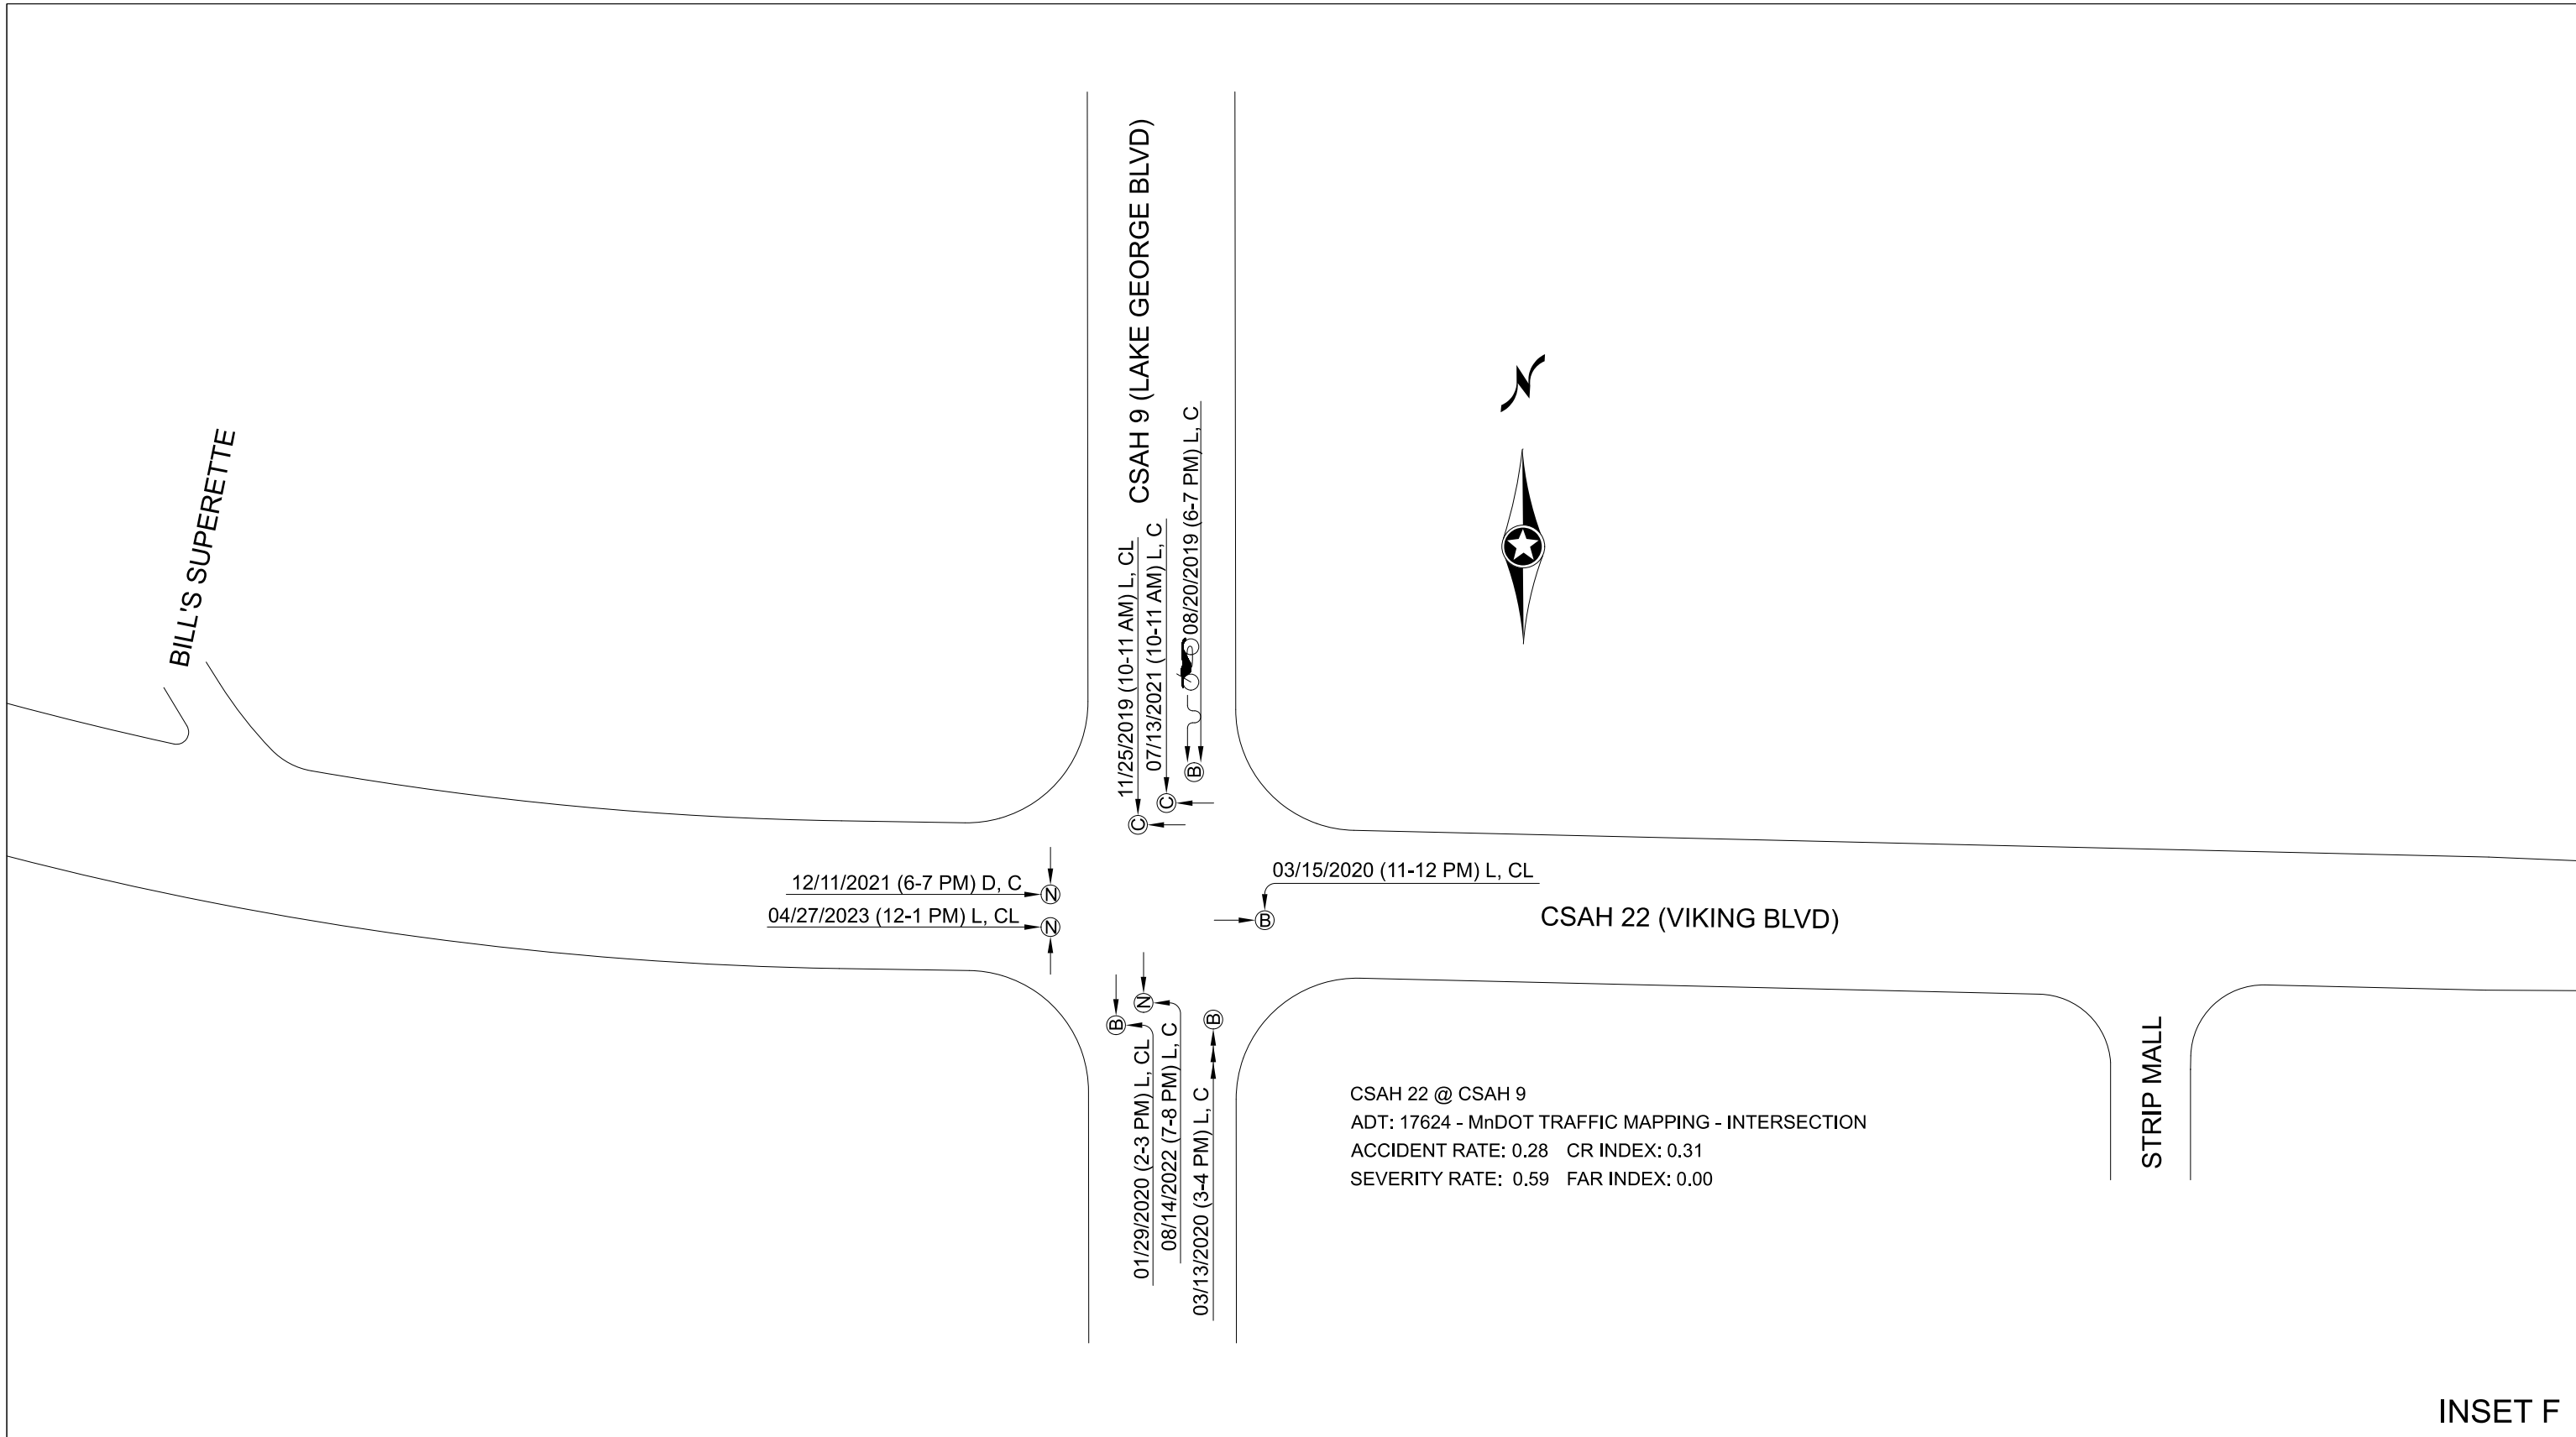 CSAH 9 (LAKE GEORGE BLVD)
N
BILL'S SUPERETTE
11/25/2019 (10-11 AM) L, CL
07/13/2021 (10-11 AM) L, C
08/20/2019 (6-7 PM) L, C
C
C
B
12/11/2021 (6-7 PM) D, C
N
04/27/2023 (12-1 PM) L, CL
N
03/15/2020 (11-12 PM) L, CL
B
CSAH 22 (VIKING BLVD)
B
N
B
01/29/2020 (2-3 PM) L, CL
08/14/2022 (7-8 PM) L, C
03/13/2020 (3-4 PM) L, C
CSAH 22 @ CSAH 9
ADT: 17624 - MnDOT TRAFFIC MAPPING - INTERSECTION
ACCIDENT RATE: 0.28 CR INDEX: 0.31
SEVERITY RATE: 0.59 FAR INDEX: 0.00
STRIP MALL
INSET F